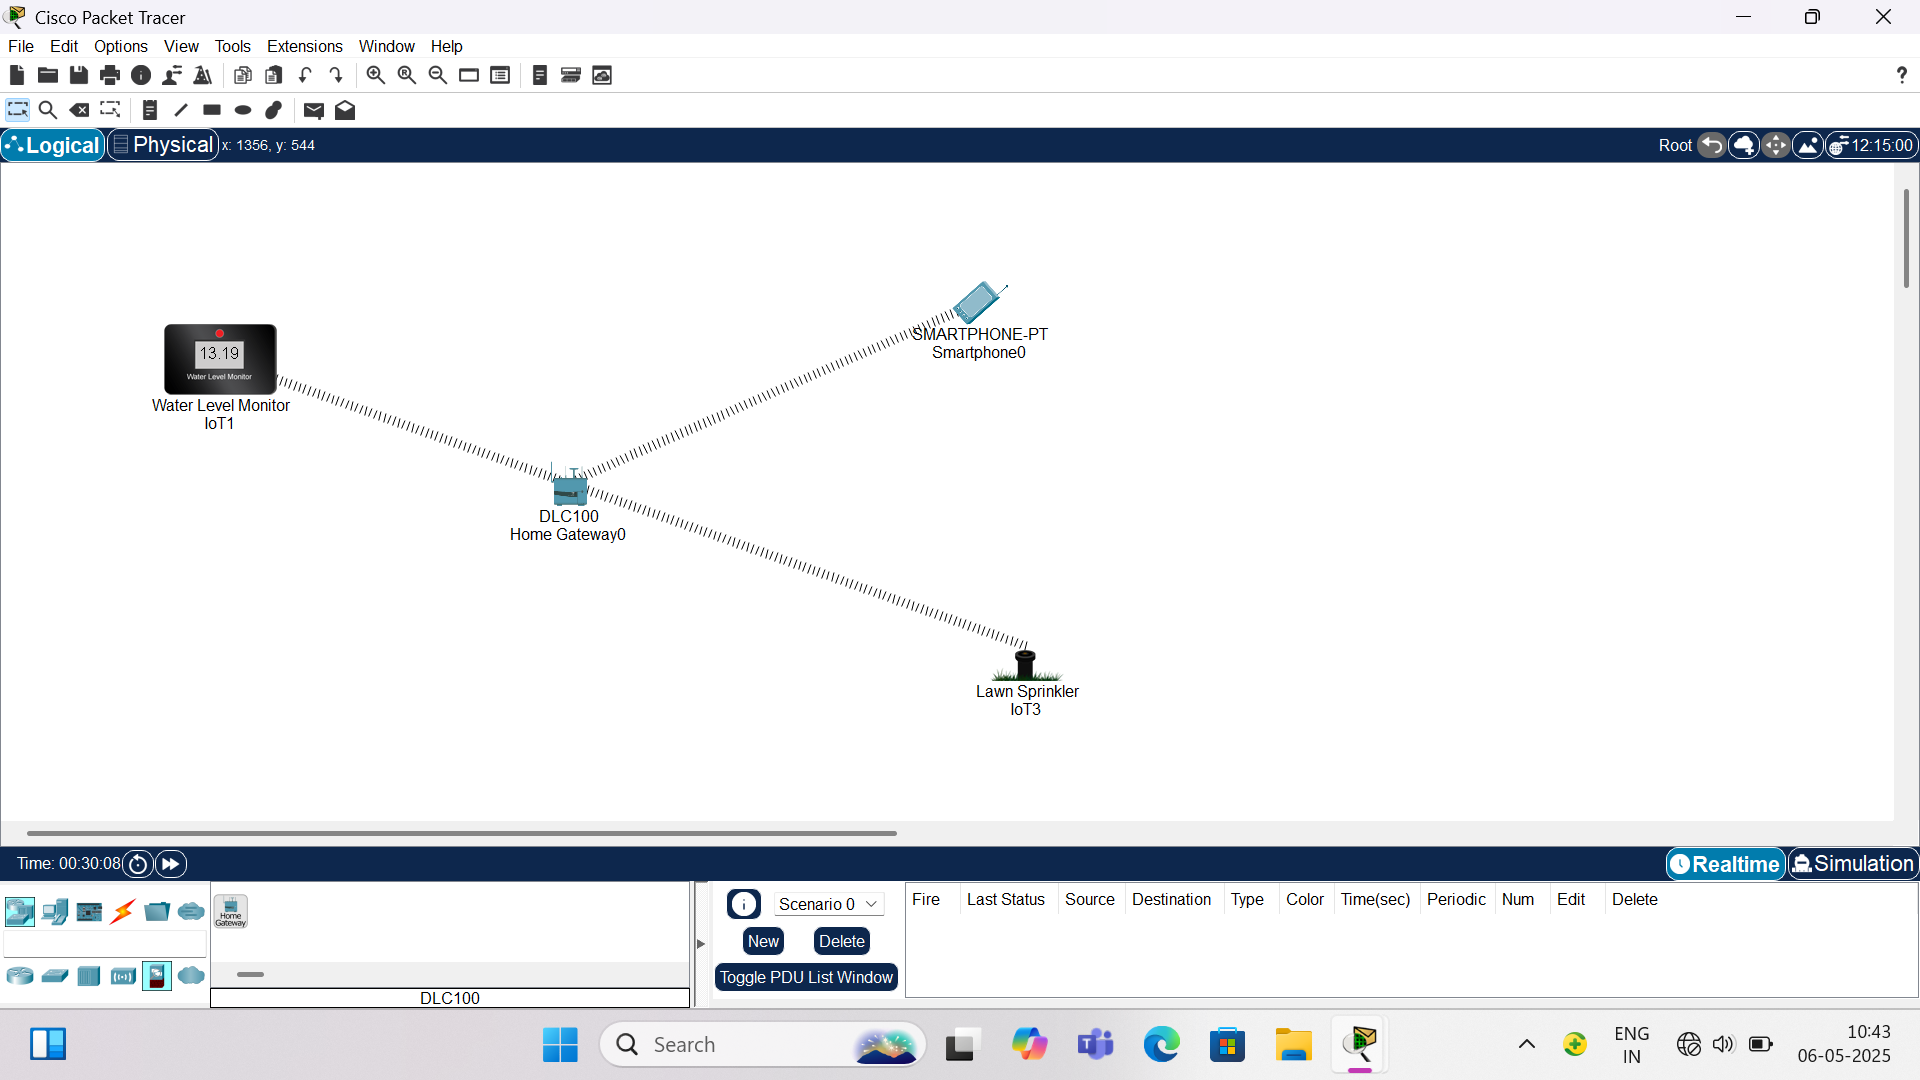 Cisco Packet Tracer
File Edit Options View Tools Extensions Window Help
?
Logical Physical x: 1356, y: 544 Root 12:15:00
SMARTPHONE-PT
Smartphone0
13.19
Water Level Monitor
Water Level Monitor
IoT1
DLC100
Home Gateway0
Lawn Sprinkler
IoT3
Time: 00:30:08 Realtime Simulation
Home
Gateway
DLC100
Scenario 0
New Delete
Toggle PDU List Window
Fire Last Status Source Destination Type Color Time(sec) Periodic Num Edit Delete
Search
ENG
IN
10:43
06-05-2025